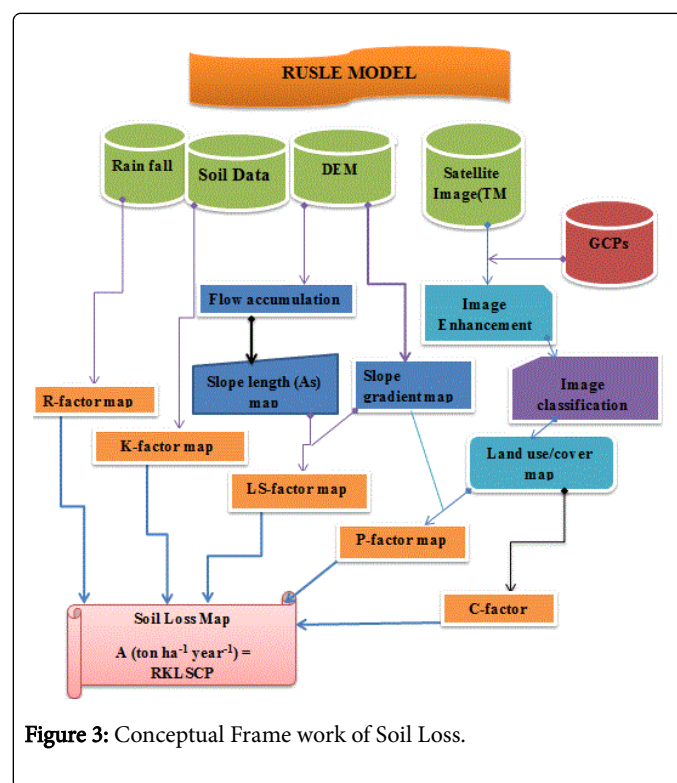 RUSLE MODEL
Rain fall
Soil Data
DEM
Satellite
Image(TM
GCPs
Flow accumulation
Image
Enhancement
Slope length (As)
map
Slope
gradient map
Image
classification
R-factor map
K-factor map
Land use/cover
map
LS-factor map
P-factor map
C-factor
Soil Loss Map
A (ton ha⁻¹ year⁻¹) =
RKLSCP
Figure 3: Conceptual Frame work of Soil Loss.